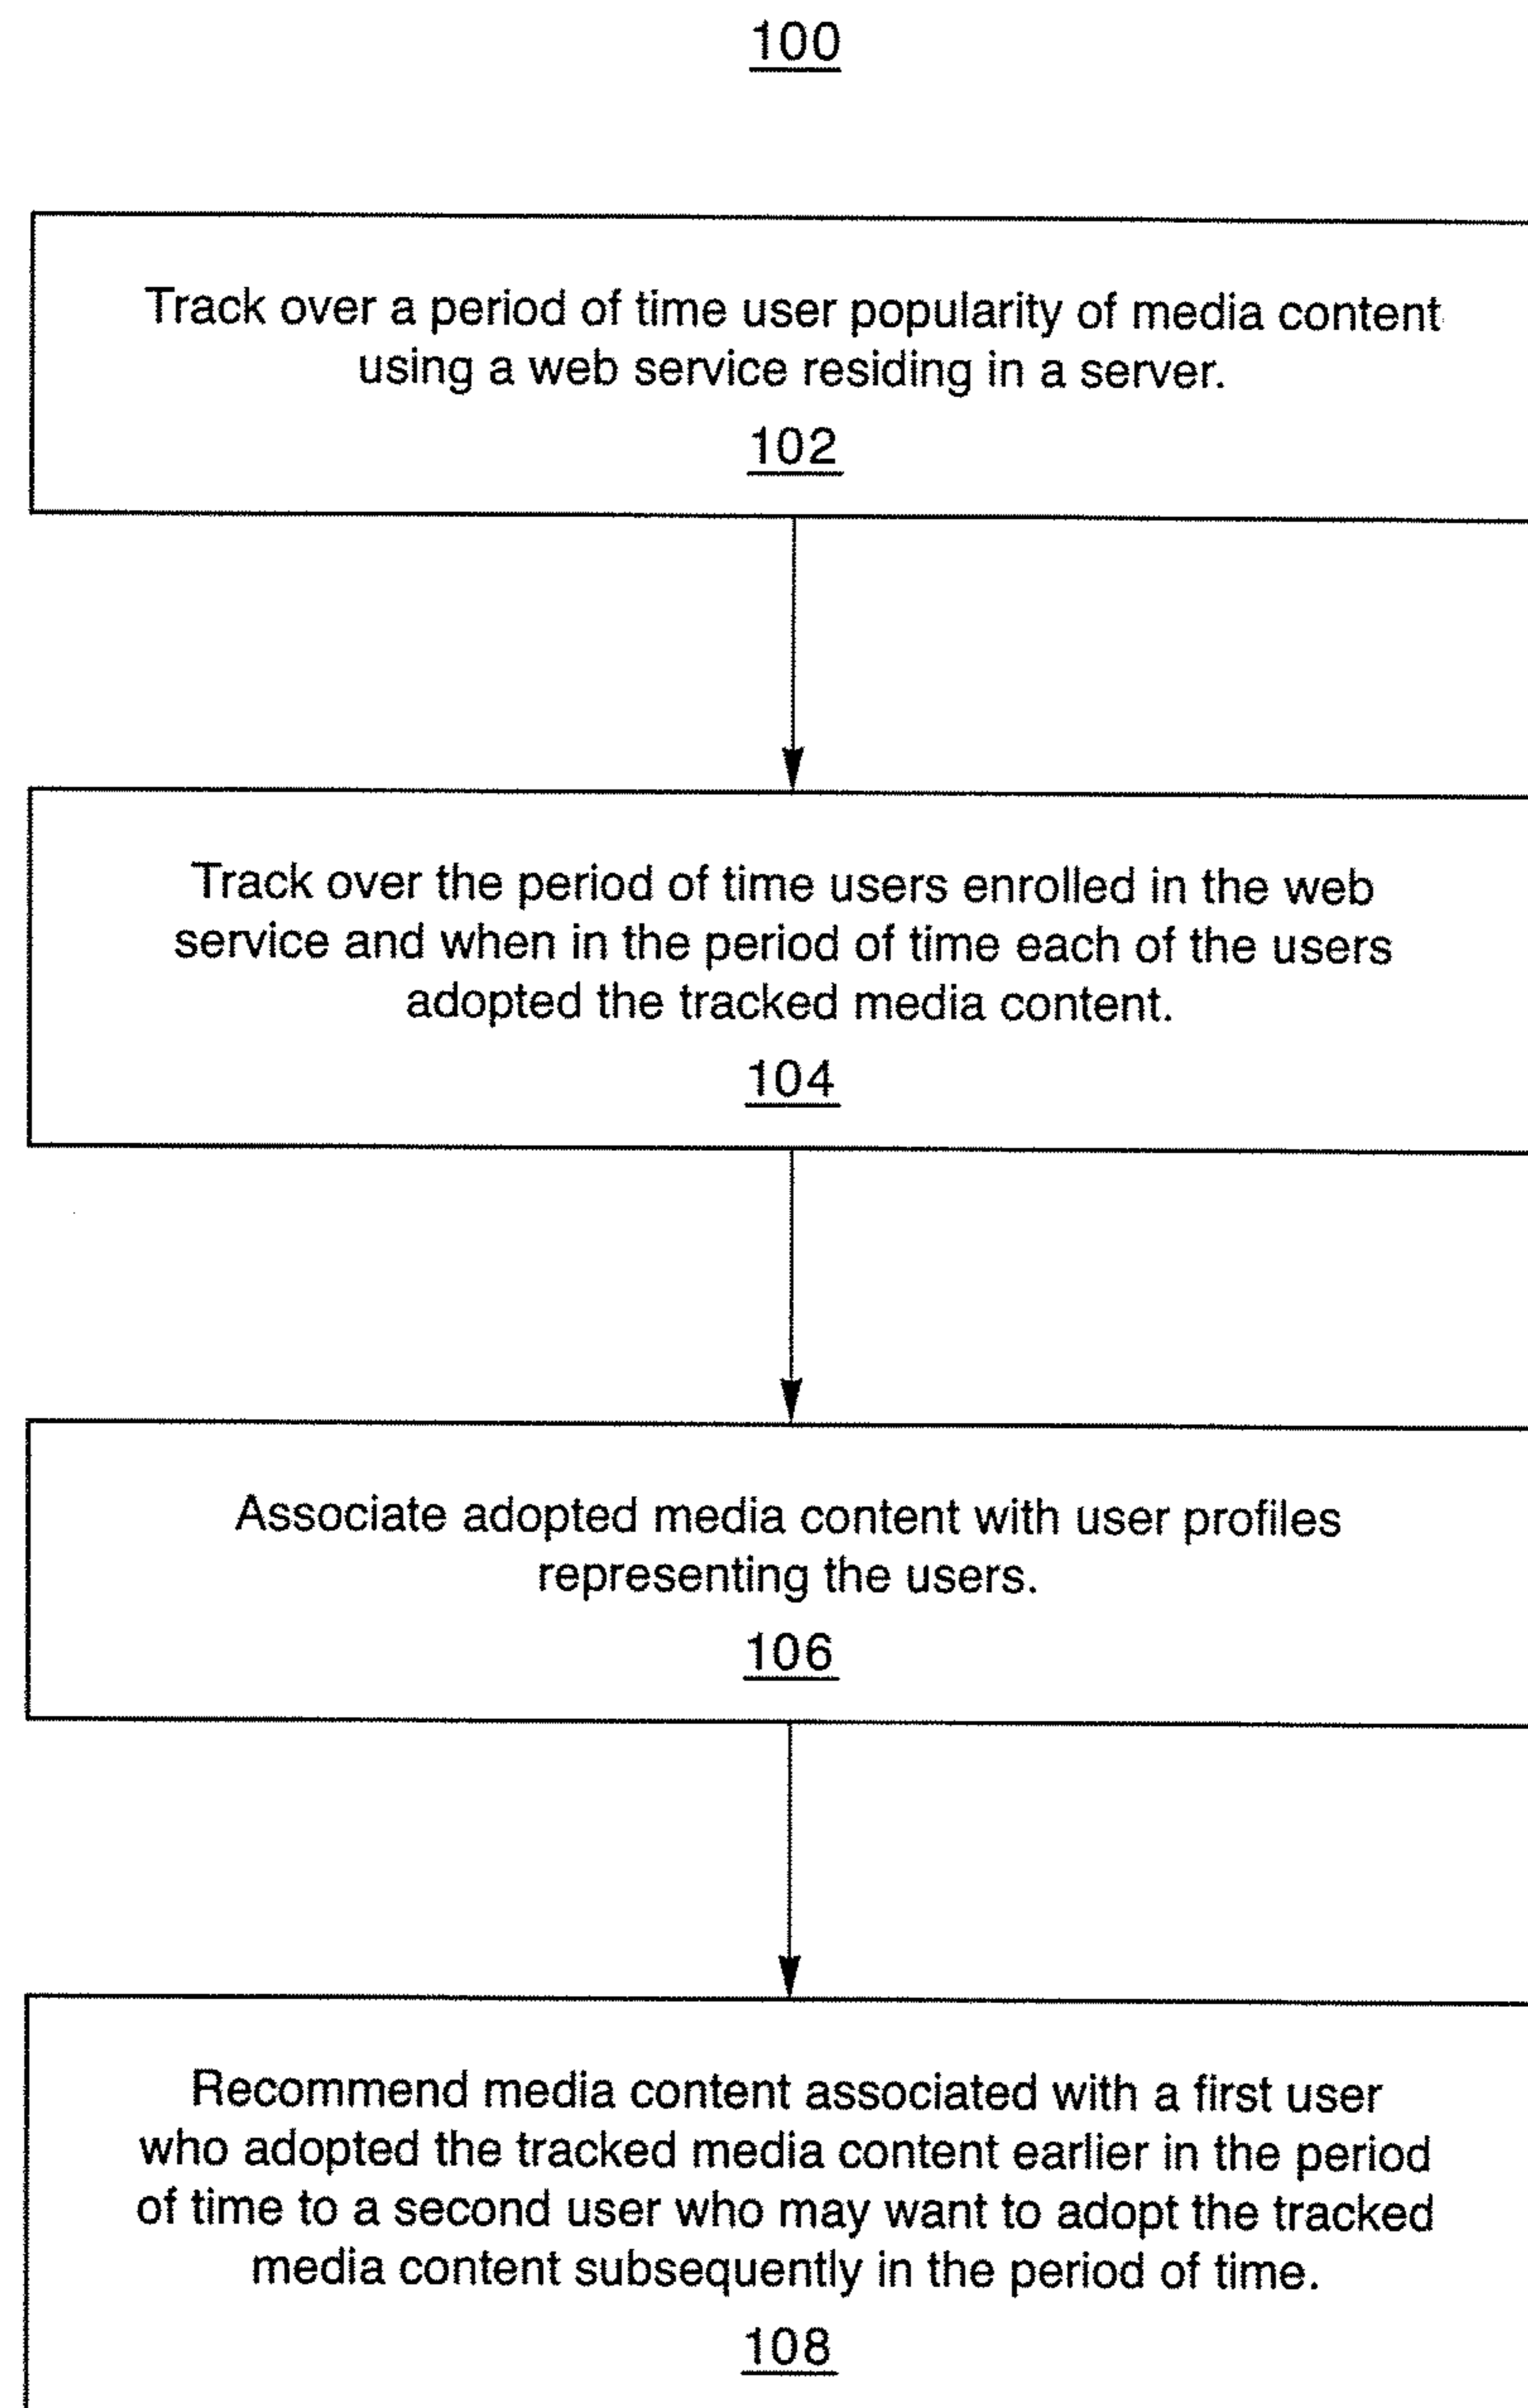 100
Track over a period of time user popularity of media content
using a web service residing in a server.
102
Track over the period of time users enrolled in the web
service and when in the period of time each of the users
adopted the tracked media content.
104
Associate adopted media content with user profiles
representing the users.
106
Recommend media content associated with a first user
who adopted the tracked media content earlier in the period
of time to a second user who may want to adopt the tracked
media content subsequently in the period of time.
108